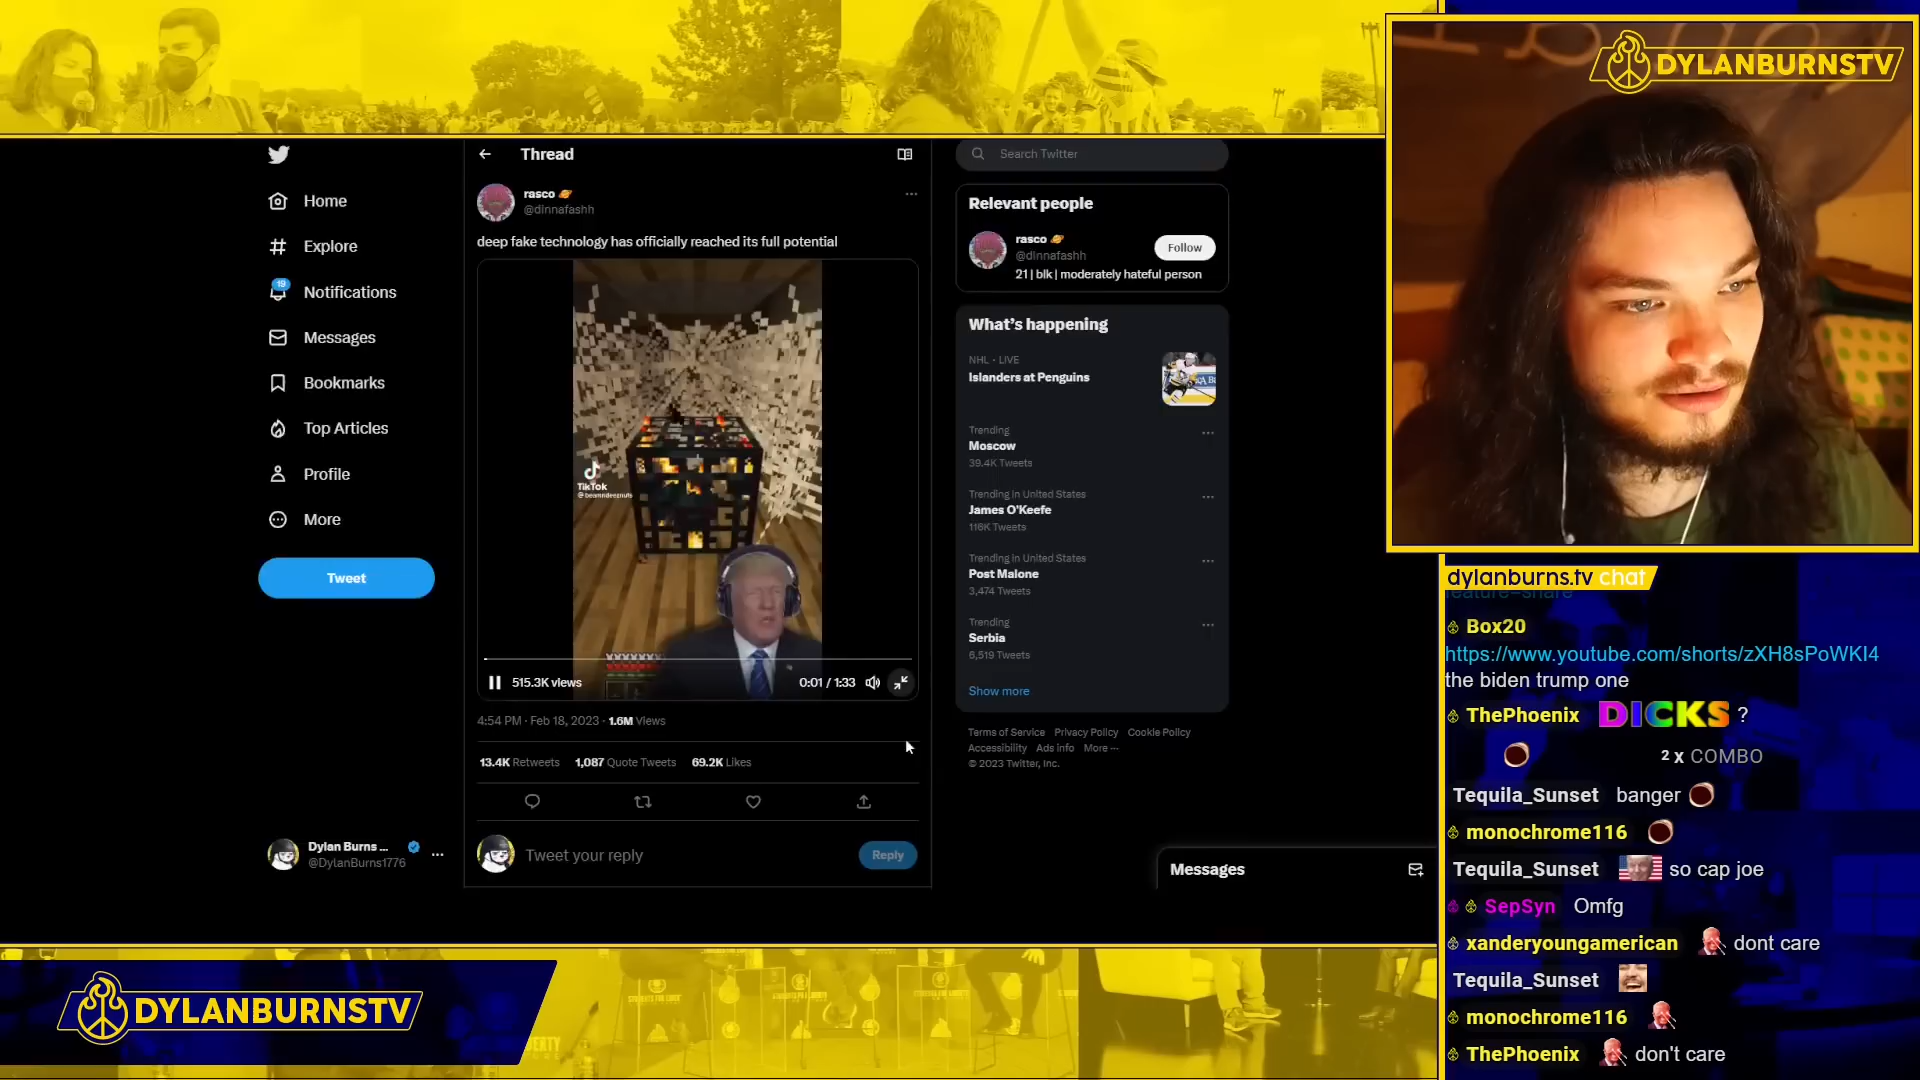 DYLANBURNSTV
Thread
Search Twitter
Home
Explore
19
Notifications
Messages
Bookmarks
Top Articles
Profile
More
Tweet
rasco
@dinnafashh
deep fake technology has officially reached its full potential
TikTok
515.3K views
0:01 / 1:33
4:54 PM · Feb 18, 2023 · 1.6M Views
13.4K Retweets 1,087 Quote Tweets 69.2K Likes
Tweet your reply
Reply
Dylan Burns ...
@DylanBurns1776
Relevant people
rasco
@dinnafashh
Follow
21 | blk | moderately hateful person
What's happening
NHL · LIVE
Islanders at Penguins
Trending
Moscow
39.4K Tweets
Trending in United States
James O'Keefe
116K Tweets
Trending in United States
Post Malone
3,474 Tweets
Trending
Serbia
6,519 Tweets
Show more
Terms of Service Privacy Policy Cookie Policy
Accessibility Ads info More ...
© 2023 Twitter, Inc.
Messages
dylanburns.tv chat
feature=share
Box20
https://www.youtube.com/shorts/zXH8sPoWKI4
the biden trump one
ThePhoenix DICKS ?
2 x COMBO
Tequila_Sunset banger
monochrome116
Tequila_Sunset so cap joe
SepSyn Omfg
xanderyoungamerican dont care
Tequila_Sunset
monochrome116
ThePhoenix don't care
DYLANBURNSTV